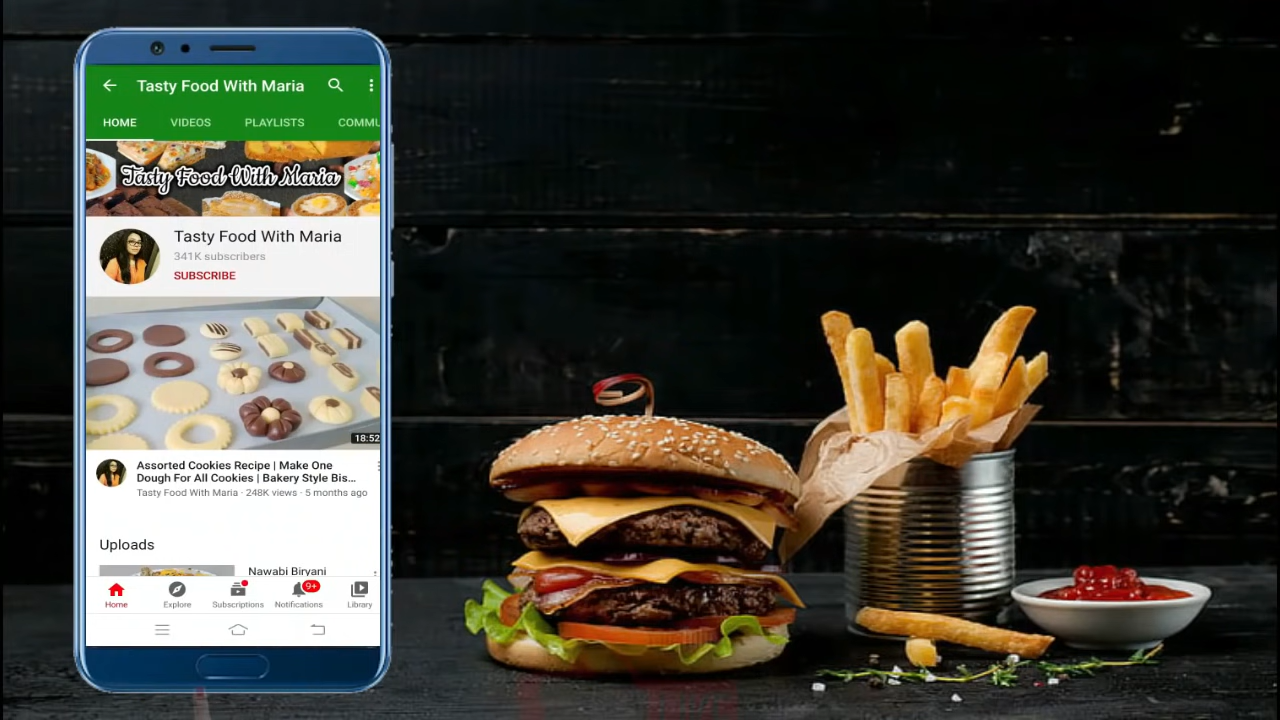 Tasty Food With Maria
HOME VIDEOS PLAYLISTS COMMU
Tasty Food With Maria
Tasty Food With Maria
341K subscribers
SUBSCRIBE
18:52
Assorted Cookies Recipe | Make One
Dough For All Cookies | Bakery Style Bis...
Tasty Food With Maria · 248K views · 5 months ago
Uploads
Nawabi Biryani
9+
Home Explore Subscriptions Notifications Library